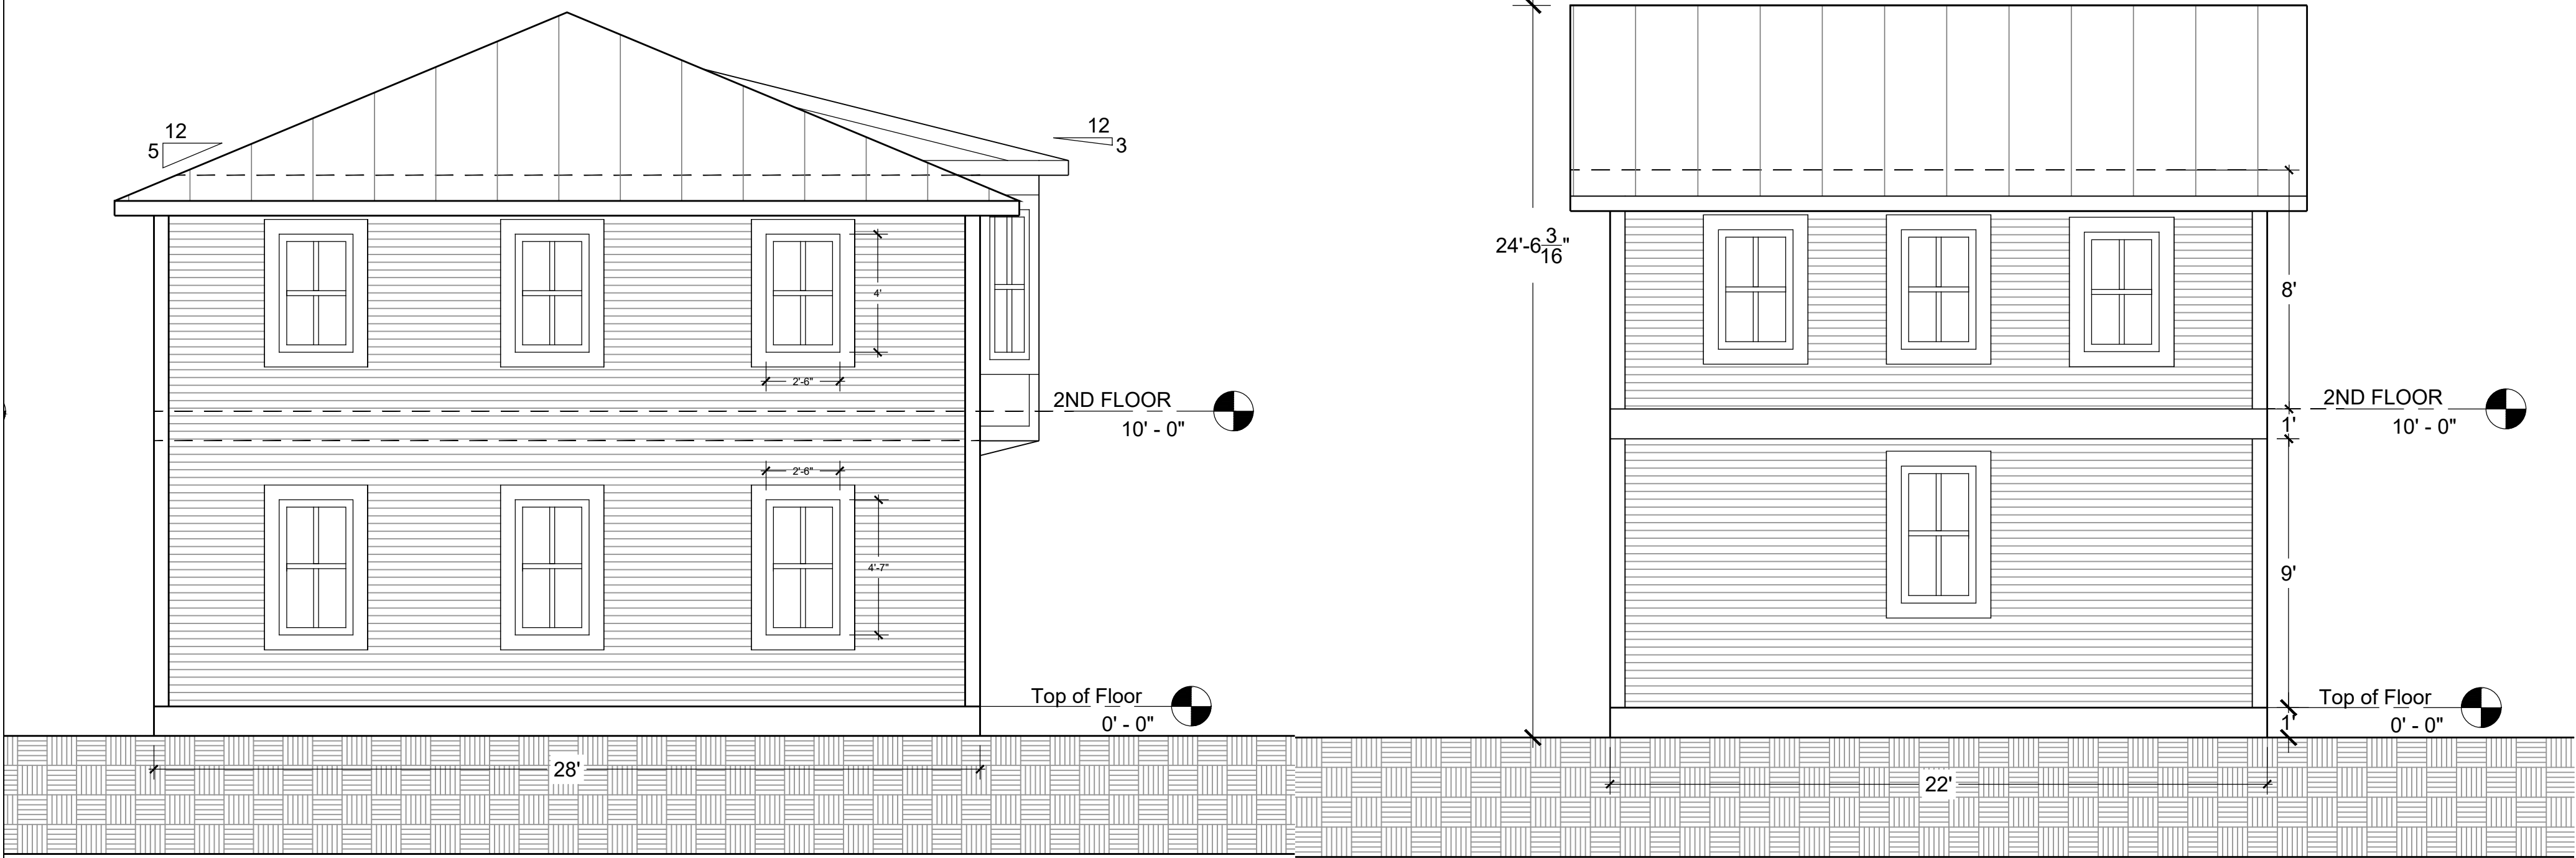 12
5
12
3
4'
2'-6"
2ND FLOOR
10' - 0"
2'-6"
4'-7"
Top of Floor
0' - 0"
28'
24'-6 3/16"
8'
2ND FLOOR
10' - 0"
1'
9'
Top of Floor
0' - 0"
1'
22'